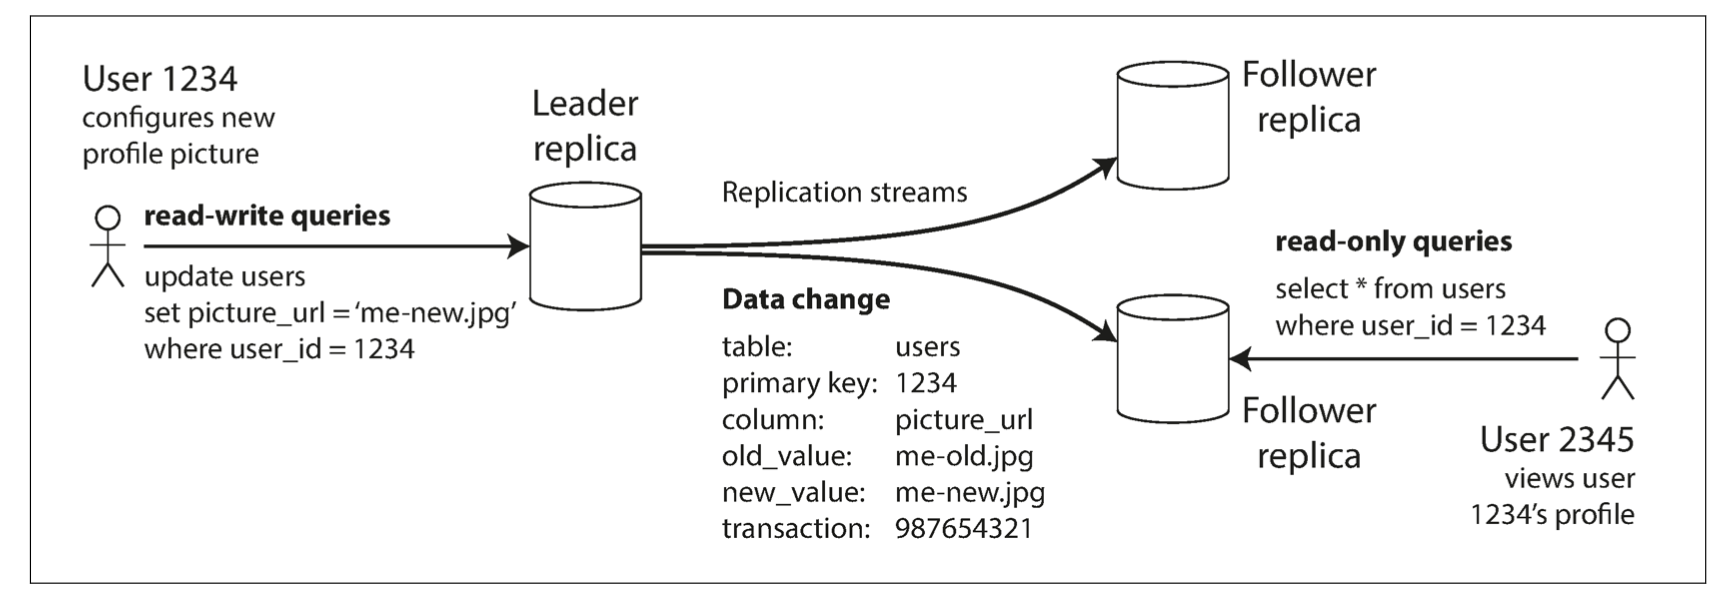 User 1234
configures new
profile picture
read-write queries
update users
set picture_url = ‘me-new.jpg’
where user_id = 1234
Leader
replica
Replication streams
Data change
table: users
primary key: 1234
column: picture_url
old_value: me-old.jpg
new_value: me-new.jpg
transaction: 987654321
Follower
replica
read-only queries
select * from users
where user_id = 1234
Follower
replica
User 2345
views user
1234’s profile